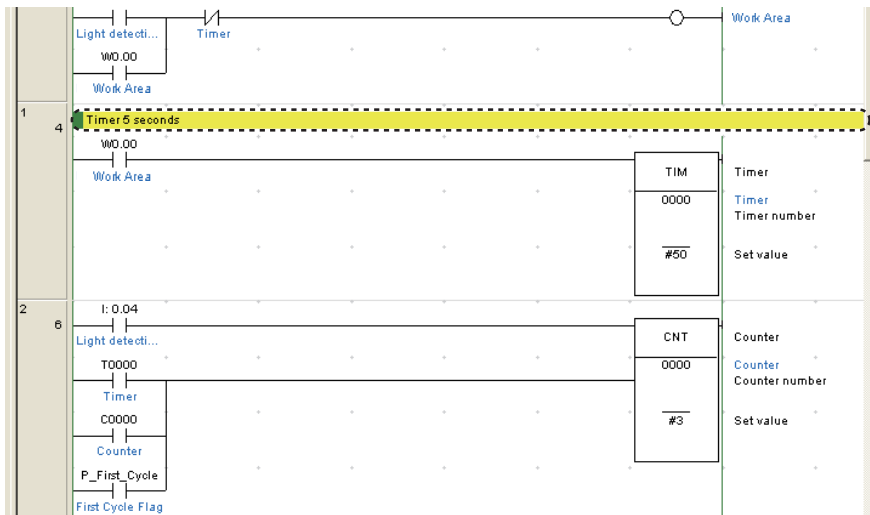 Light detecti...
Timer
Work Area
W0.00
Work Area
1
4
Timer 5 seconds
W0.00
Work Area
TIM
Timer
0000
Timer
Timer number
#50
Set value
2
6
I: 0.04
Light detecti...
CNT
Counter
T0000
Timer
0000
Counter
Counter number
C0000
Counter
#3
Set value
P_First_Cycle
First Cycle Flag